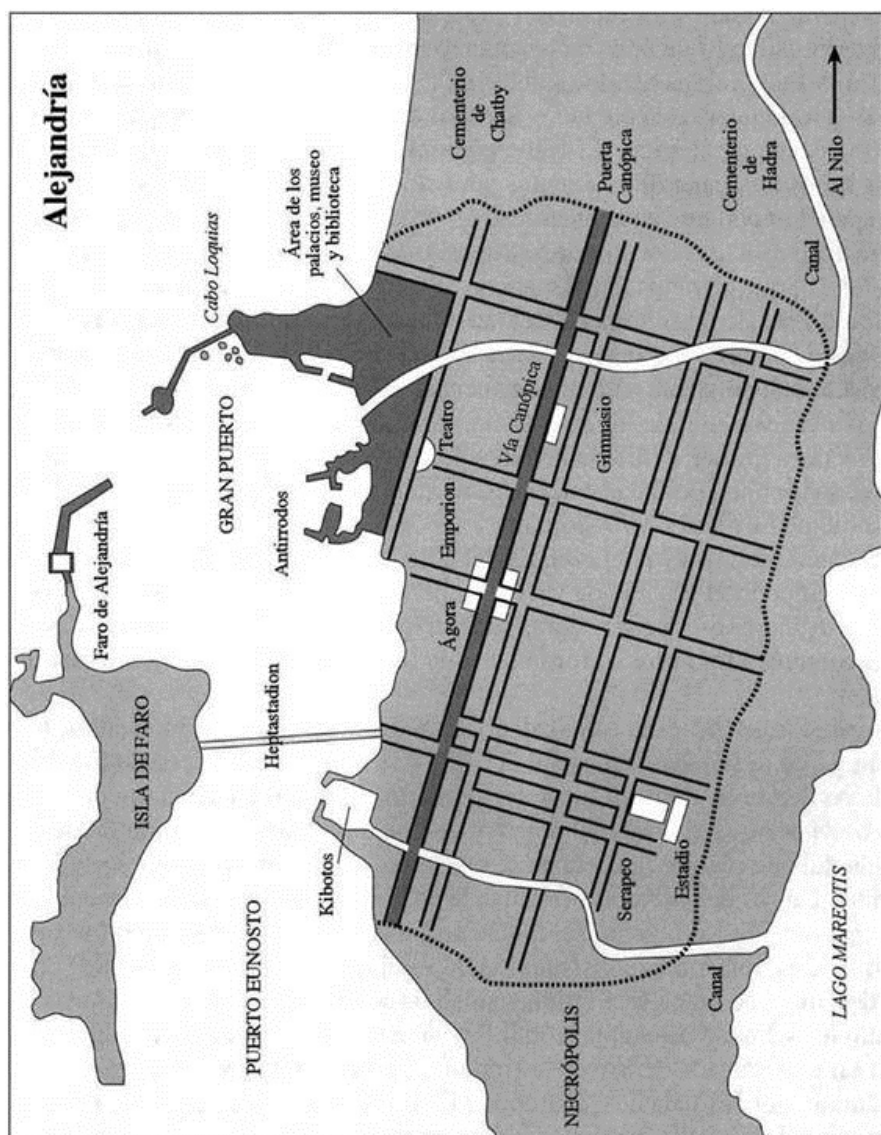 Alejandría
Cabo Loquias
Área de los
palacios, museo
y biblioteca
Cementerio
de
Chatby
Puerta
Canópica
Cementerio
de
Hadra
Al Nilo
Canal
Faro de Alejandría
GRAN PUERTO
Antirrodos
Teatro
Vía Canópica
Gimnasio
Emporion
Ágora
ISLA DE FARO
Heptastadion
PUERTO EUNOSTO
Kibotos
Serapeo
Estadio
NECRÓPOLIS
Canal
LAGO MAREOTIS